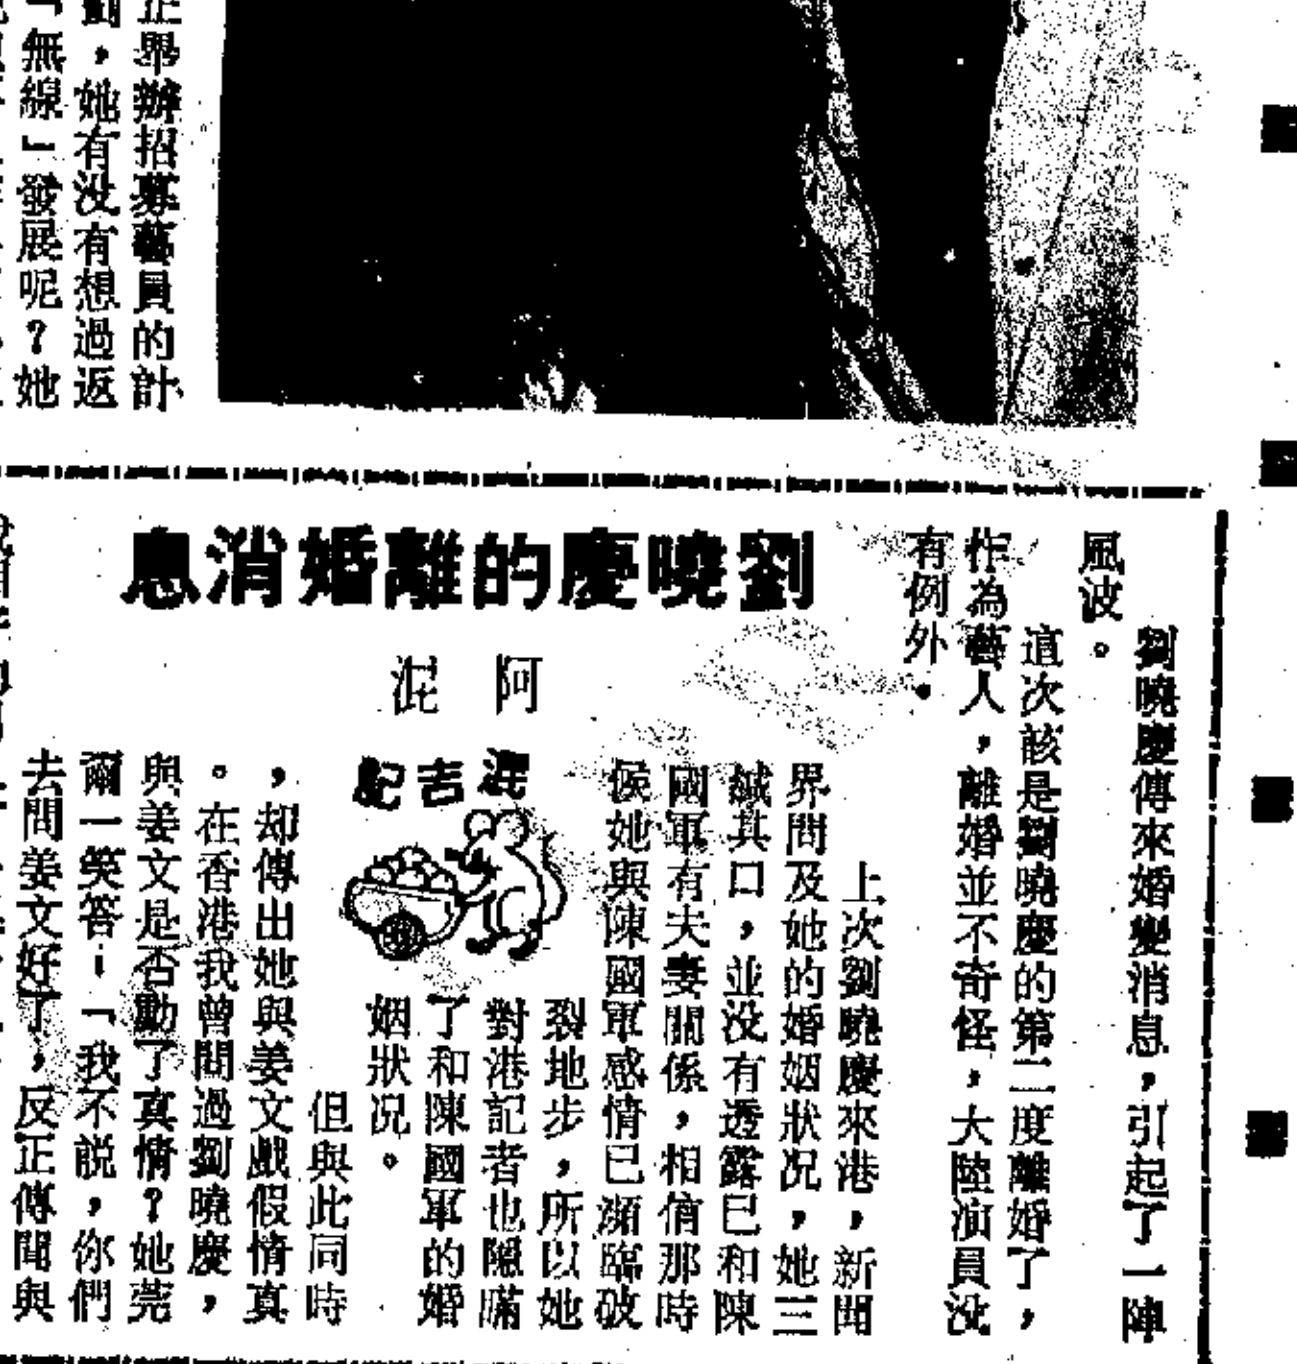 正舉辦招募藝員的計
劃，她有没有想過返
「無線」發展呢？她
劉曉慶的離婚消息
阿泥
泥吉記
劉曉慶傳來婚變消息，引起了一陣
風波。
這次該是劉曉慶的第二度離婚了，
作為藝人，離婚並不奇怪，大陸演員没
有例外。
上次劉曉慶來港，新聞
界問及她的婚姻狀况，她三
緘其口，並没有透露已和陳
國軍有夫妻關係，相信那時
候她與陳國軍感情已瀕臨破
裂地步，所以她
對港記者也隱瞞
了和陳國軍的婚
姻狀况。
但與此同時
，却傳出她與姜文戲假情真
。在香港我曾問過劉曉慶，
與姜文是否動了真情？她莞
爾一笑答：「我不説，你們
去問姜文好了，反正傳聞與